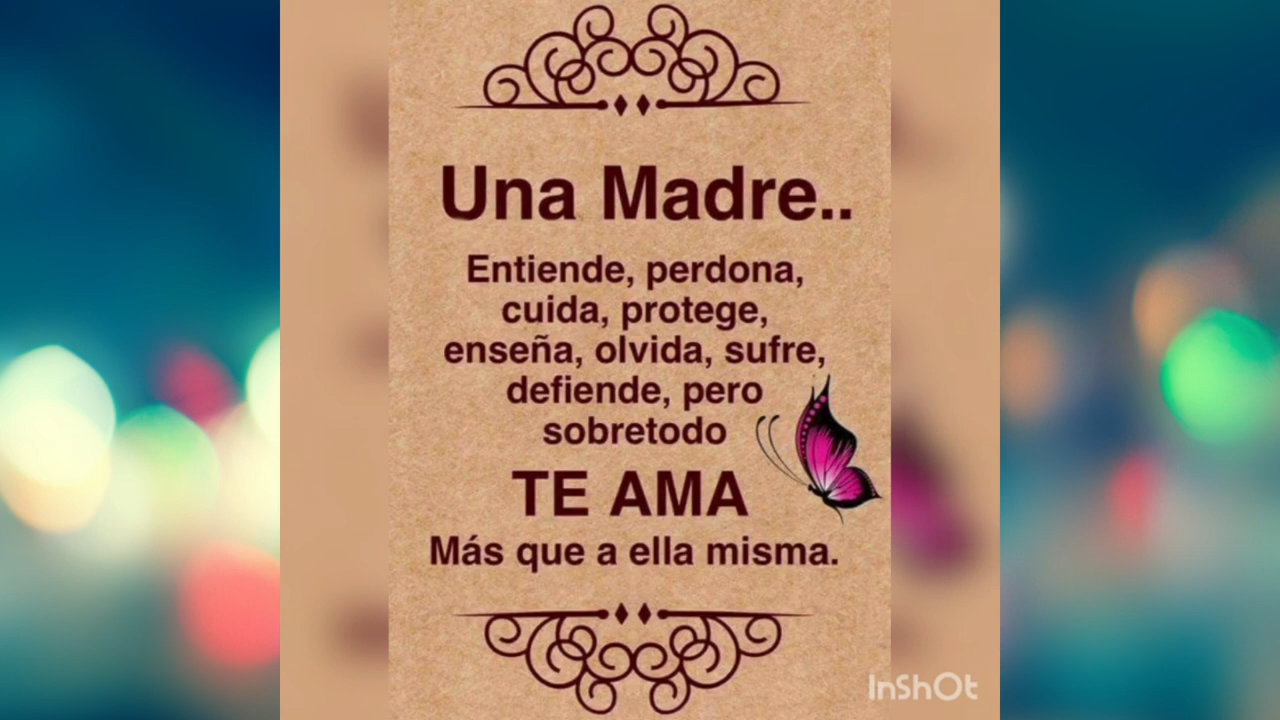 Una Madre..
Entiende, perdona,
cuida, protege,
enseña, olvida, sufre,
defiende, pero
sobretodo
TE AMA
Más que a ella misma.
InShOt